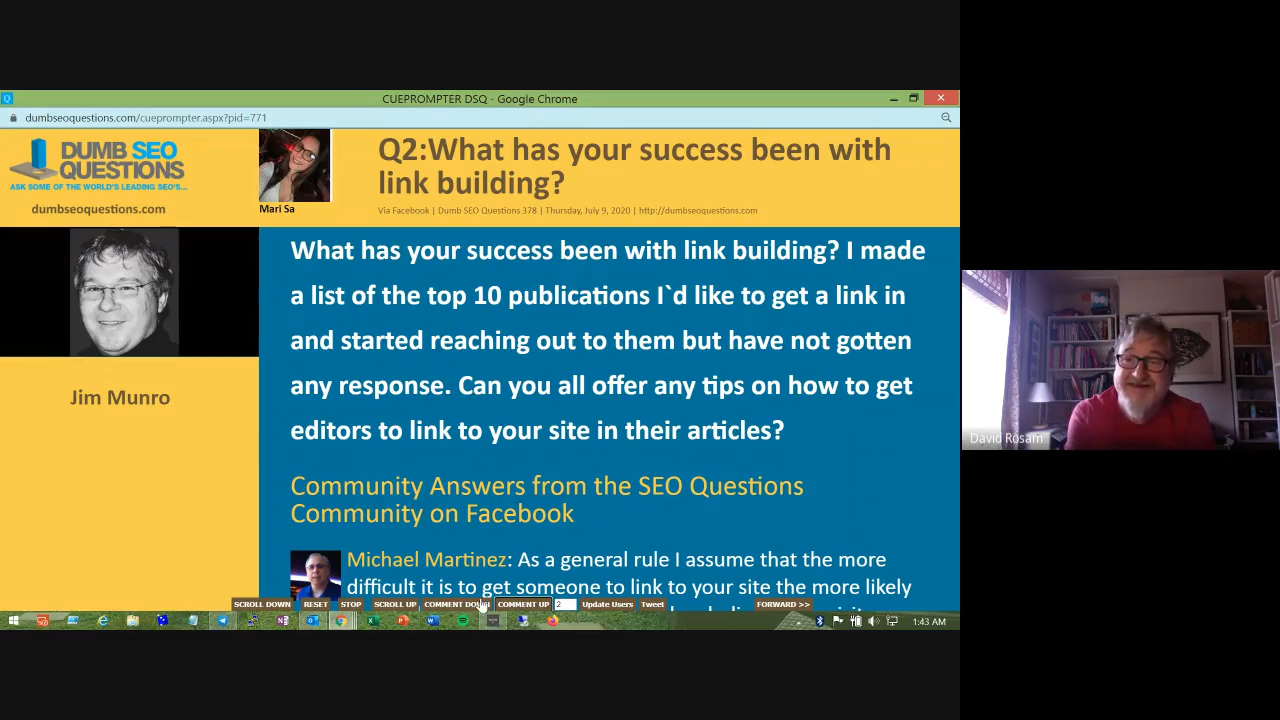 CUEPROMPTER DSQ - Google Chrome
dumbseoquestions.com/cueprompter.aspx?pid=771
DUMB SEO
QUESTIONS
ASK SOME OF THE WORLD'S LEADING SEO'S...
dumbseoquestions.com
Mari Sa
Q2:What has your success been with
link building?
Via Facebook | Dumb SEO Questions 378 | Thursday, July 9, 2020 | http://dumbseoquestions.com
Jim Munro
What has your success been with link building? I made
a list of the top 10 publications I`d like to get a link in
and started reaching out to them but have not gotten
any response. Can you all offer any tips on how to get
editors to link to your site in their articles?
Community Answers from the SEO Questions
Community on Facebook
Michael Martinez: As a general rule I assume that the more
difficult it is to get someone to link to your site the more likely
SCROLL DOWN RESET STOP SCROLL UP COMMENT DOWN COMMENT UP 2 Update Users Tweet FORWARD >>
1:43 AM
David Rosam